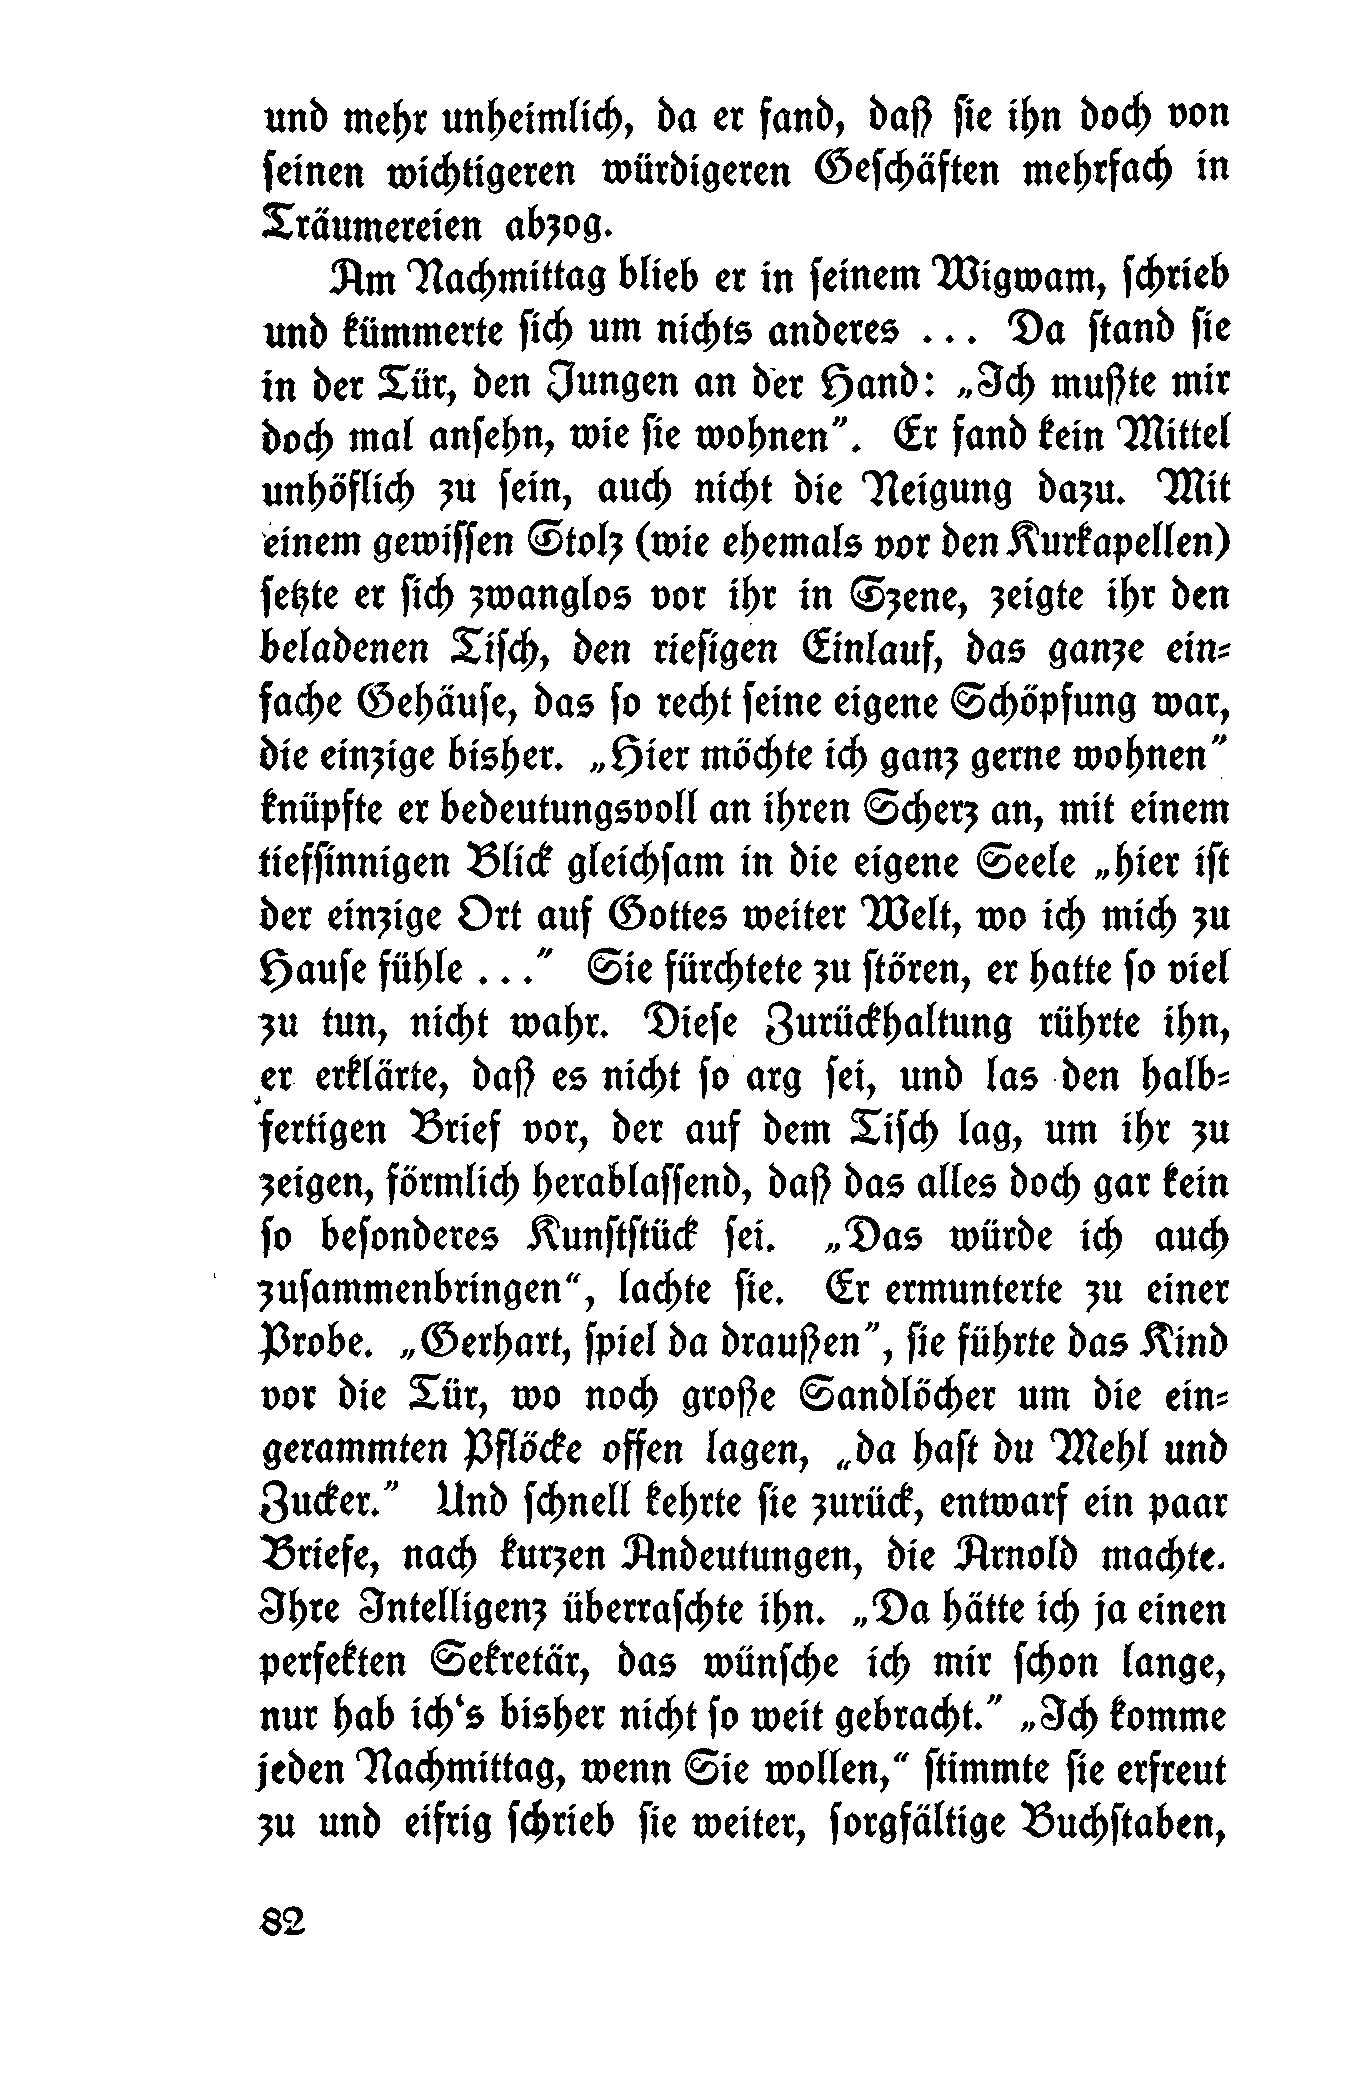 und mehr unheimlich, da er fand, daß sie ihn doch von
seinen wichtigeren würdigeren Geschäften mehrfach in
Träumereien abzog.
Am Nachmittag blieb er in seinem Wigwam, schrieb
und kümmerte sich um nichts anderes ... Da stand sie
in der Tür, den Jungen an der Hand: „Ich mußte mir
doch mal ansehn, wie sie wohnen”. Er fand kein Mittel
unhöflich zu sein, auch nicht die Neigung dazu. Mit
einem gewissen Stolz (wie ehemals vor den Kurkapellen)
setzte er sich zwanglos vor ihr in Szene, zeigte ihr den
beladenen Tisch, den riesigen Einlauf, das ganze ein-
fache Gehäuse, das so recht seine eigene Schöpfung war,
die einzige bisher. „Hier möchte ich ganz gerne wohnen”
knüpfte er bedeutungsvoll an ihren Scherz an, mit einem
tiefsinnigen Blick gleichsam in die eigene Seele „hier ist
der einzige Ort auf Gottes weiter Welt, wo ich mich zu
Hause fühle ...” Sie fürchtete zu stören, er hatte so viel
zu tun, nicht wahr. Diese Zurückhaltung rührte ihn,
er erklärte, daß es nicht so arg sei, und las den halb-
fertigen Brief vor, der auf dem Tisch lag, um ihr zu
zeigen, förmlich herablassend, daß das alles doch gar kein
so besonderes Kunststück sei. „Das würde ich auch
zusammenbringen“, lachte sie. Er ermunterte zu einer
Probe. „Gerhart, spiel da draußen”, sie führte das Kind
vor die Tür, wo noch große Sandlöcher um die ein-
gerammten Pflöcke offen lagen, „da hast du Mehl und
Zucker.” Und schnell kehrte sie zurück, entwarf ein paar
Briefe, nach kurzen Andeutungen, die Arnold machte.
Ihre Intelligenz überraschte ihn. „Da hätte ich ja einen
perfekten Sekretär, das wünsche ich mir schon lange,
nur hab ich‘s bisher nicht so weit gebracht.” „Ich komme
jeden Nachmittag, wenn Sie wollen,“ stimmte sie erfreut
zu und eifrig schrieb sie weiter, sorgfältige Buchstaben,
82